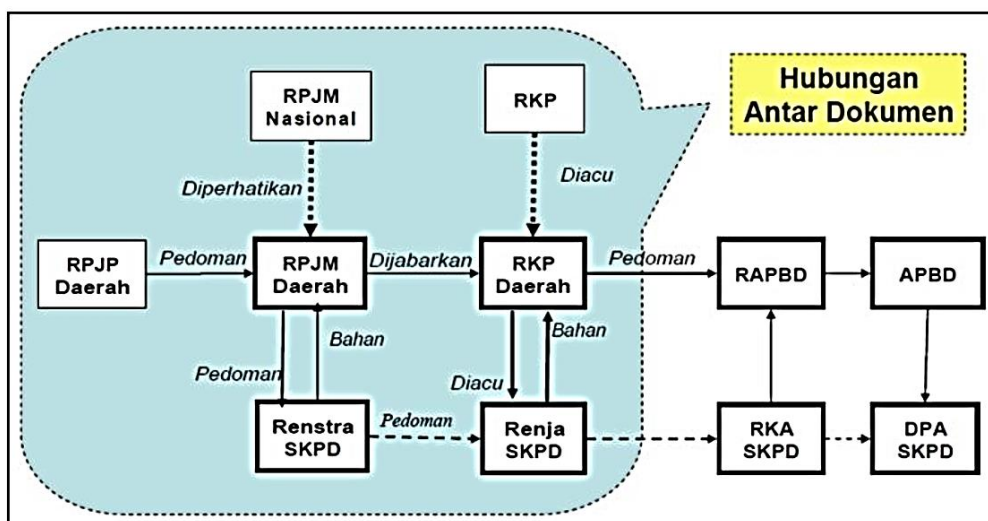 Hubungan
Antar Dokumen
RPJM
Nasional
RKP
Diperhatikan
Diacu
RPJP
Daerah
Pedoman
RPJM
Daerah
Dijabarkan
RKP
Daerah
Pedoman
RAPBD
APBD
Pedoman
Bahan
Diacu
Bahan
Renstra
SKPD
Pedoman
Renja
SKPD
RKA
SKPD
DPA
SKPD